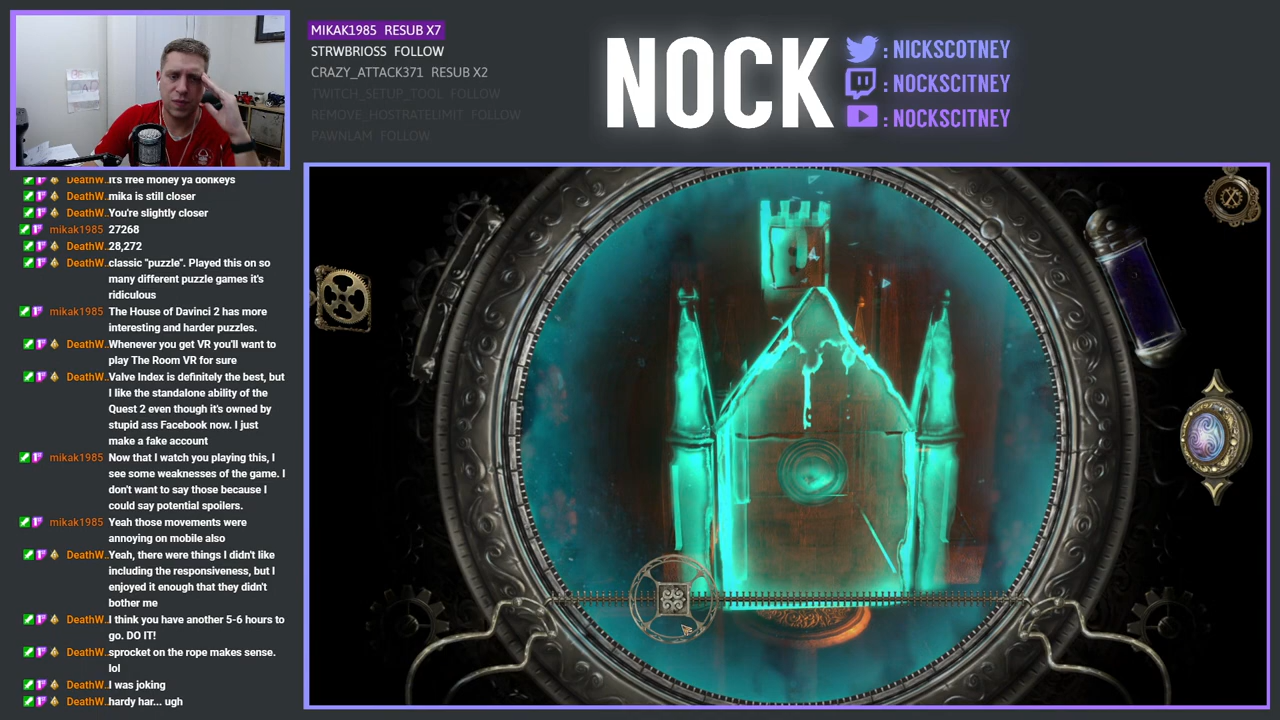 MIKAK1985 RESUB X7
STRWBRIOSS FOLLOW
CRAZY_ATTACK371 RESUB X2
TWITCH_SETUP_TOOL FOLLOW
REMOVE_HOSTRATELIMIT FOLLOW
PAWNLAM FOLLOW
NOCK
: NICKSCOTNEY
: NOCKSCITNEY
: NOCKSCITNEY
DeathW.. It's free money ya donkeys
DeathW.. mika is still closer
DeathW.. You're slightly closer
mikak1985 27268
DeathW.. 28,272
DeathW.. classic "puzzle". Played this on so
many different puzzle games it's
ridiculous
mikak1985 The House of Davinci 2 has more
interesting and harder puzzles.
DeathW.. Whenever you get VR you'll want to
play The Room VR for sure
DeathW.. Valve Index is definitely the best, but
I like the standalone ability of the
Quest 2 even though it's owned by
stupid ass Facebook now. I just
make a fake account
mikak1985 Now that I watch you playing this, I
see some weaknesses of the game. I
don't want to say those because I
could say potential spoilers.
mikak1985 Yeah those movements were
annoying on mobile also
DeathW.. Yeah, there were things I didn't like
including the responsiveness, but I
enjoyed it enough that they didn't
bother me
DeathW.. I think you have another 5-6 hours to
go. DO IT!
DeathW.. sprocket on the rope makes sense.
lol
DeathW.. I was joking
DeathW.. hardy har... ugh